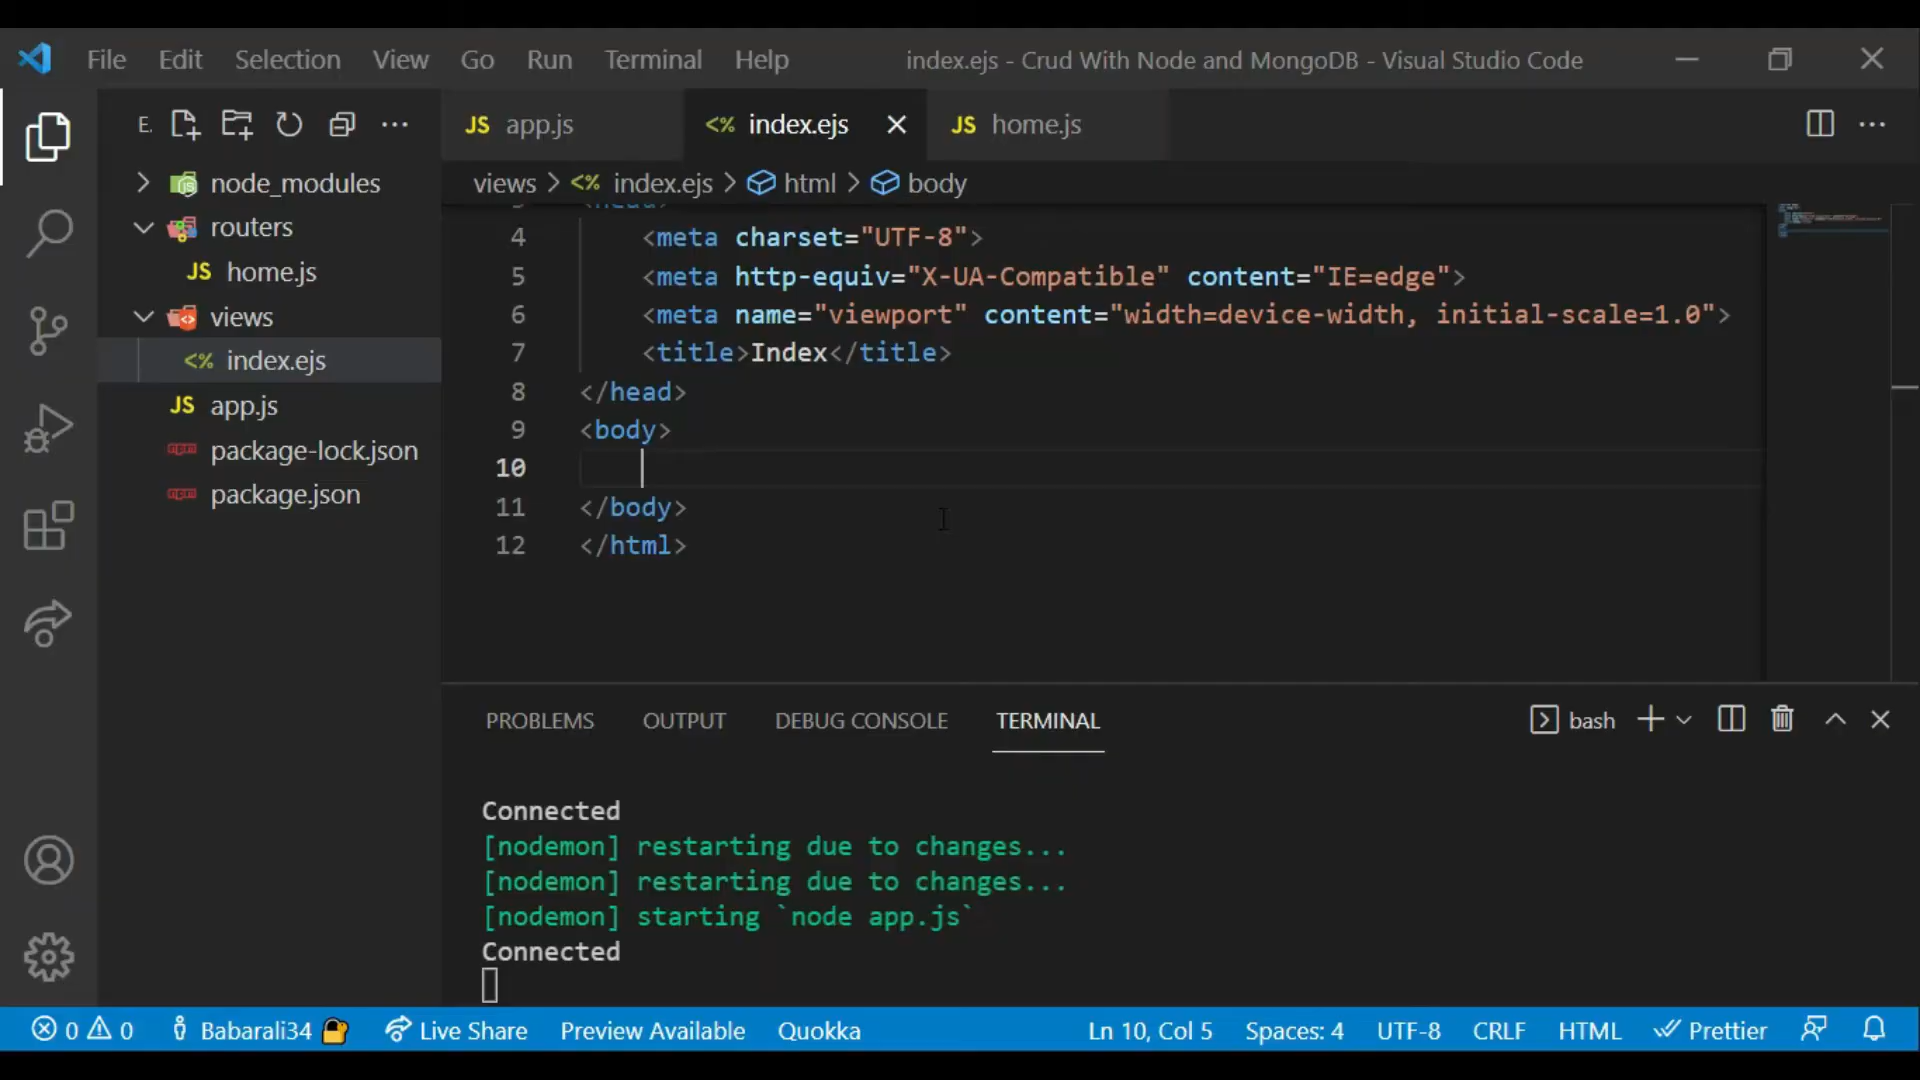 File Edit Selection View Go Run Terminal Help index.ejs - Crud With Node and MongoDB - Visual Studio Code
E.
node_modules
routers
JS home.js
views
<% index.ejs
JS app.js
package-lock.json
package.json
JS app.js <% index.ejs JS home.js
views > <% index.ejs > html > body
3 <head>
4 <meta charset="UTF-8">
5 <meta http-equiv="X-UA-Compatible" content="IE=edge">
6 <meta name="viewport" content="width=device-width, initial-scale=1.0">
7 <title>Index</title>
8 </head>
9 <body>
10
11 </body>
12 </html>
PROBLEMS OUTPUT DEBUG CONSOLE TERMINAL bash
Connected
[nodemon] restarting due to changes...
[nodemon] restarting due to changes...
[nodemon] starting `node app.js`
Connected
0 0 Babarali34 Live Share Preview Available Quokka Ln 10, Col 5 Spaces: 4 UTF-8 CRLF HTML Prettier